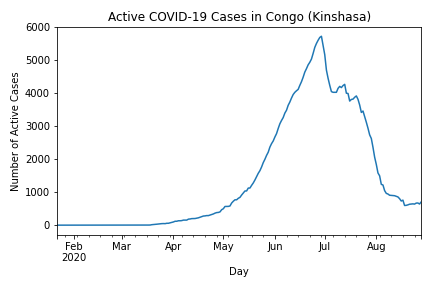 Active COVID-19 Cases in Congo (Kinshasa)
6000
5000
4000
3000
2000
1000
0
Number of Active Cases
Feb Mar Apr May Jun Jul Aug
2020
Day